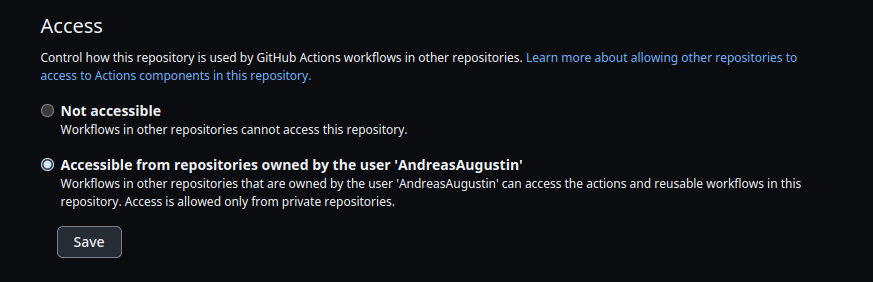 Access
Control how this repository is used by GitHub Actions workflows in other repositories. Learn more about allowing other repositories to
access to Actions components in this repository.
Not accessible
Workflows in other repositories cannot access this repository.
Accessible from repositories owned by the user 'AndreasAugustin'
Workflows in other repositories that are owned by the user 'AndreasAugustin' can access the actions and reusable workflows in this
repository. Access is allowed only from private repositories.
Save